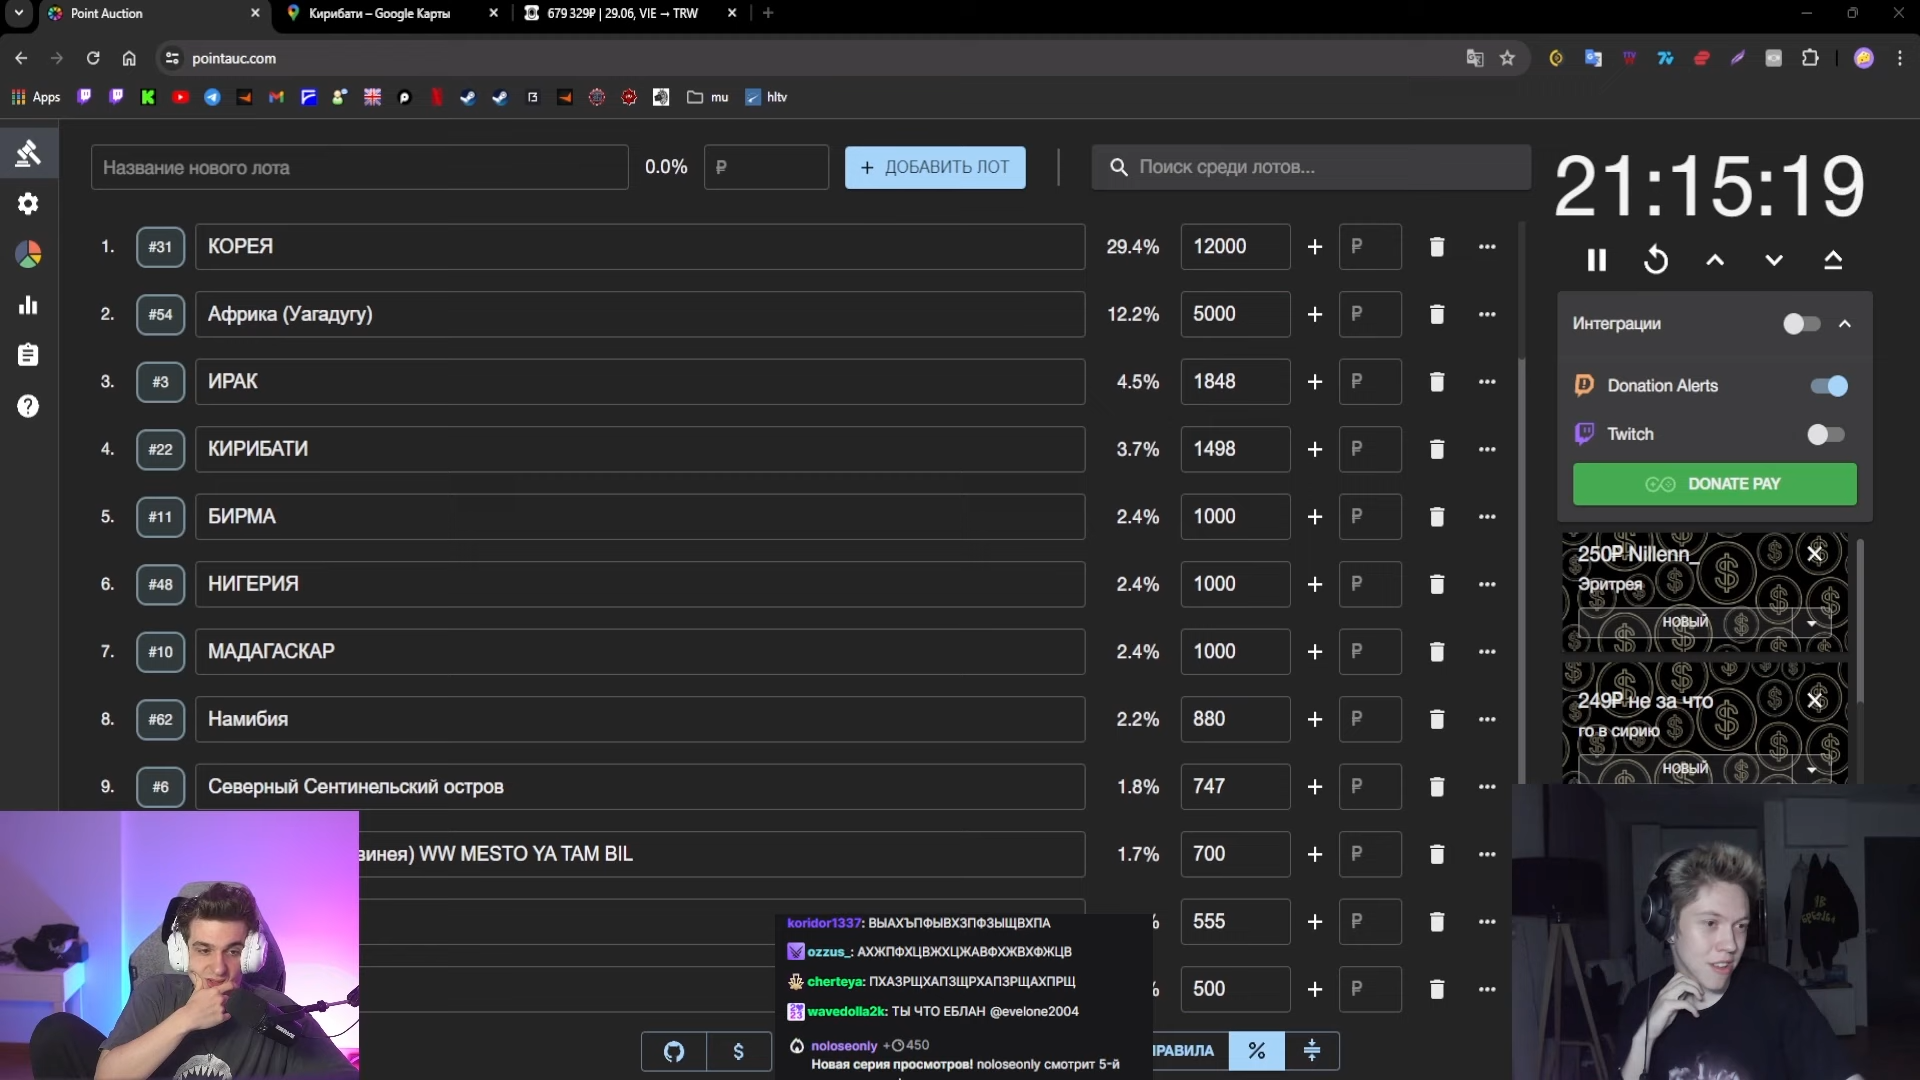 Point Auction
Кирибати – Google Карты
679 329₽ | 29.06, VIE → TRW
pointauc.com
Apps
mu
hltv
Название нового лота
0.0%
₽
+ ДОБАВИТЬ ЛОТ
Поиск среди лотов...
21:15:19
1. #31 КОРЕЯ 29.4% 12000 + ₽
2. #54 Африка (Уагадугу) 12.2% 5000 + ₽
3. #3 ИРАК 4.5% 1848 + ₽
4. #22 КИРИБАТИ 3.7% 1498 + ₽
5. #11 БИРМА 2.4% 1000 + ₽
6. #48 НИГЕРИЯ 2.4% 1000 + ₽
7. #10 МАДАГАСКАР 2.4% 1000 + ₽
8. #62 Намибия 2.2% 880 + ₽
9. #6 Северный Сентинельский остров 1.8% 747 + ₽
винея) WW MESTO YA TAM BIL 1.7% 700 + ₽
% 555 + ₽
% 500 + ₽
Интеграции
Donation Alerts
Twitch
DONATE PAY
250₽ Nillenn_
Эритрея
НОВЫЙ
249₽ не за что
го в сирию
НОВЫЙ
koridor1337: ВЫАХЪПФЫВХЗПФЗЫЩВХПА
ozzus_: АХЖПФХЦВЖХЦЖАВФХЖВХФЖЦВ
cherteya: ПХАЗРЩХАПЗЩРХАПЗРЩАХПРЩ
wavedolla2k: ТЫ ЧТО ЕБЛАН @evelone2004
noloseonly +450
Новая серия просмотров! noloseonly смотрит 5-й
$
РАВИЛА
%